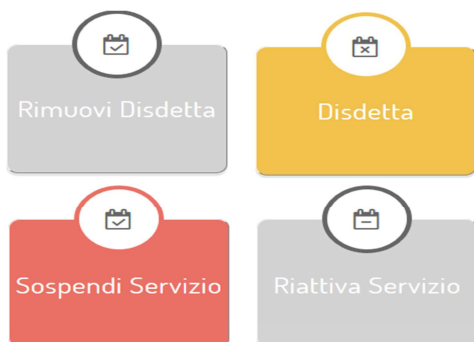 Rimuovi Disdetta
Disdetta
Sospendi Servizio
Riattiva Servizio